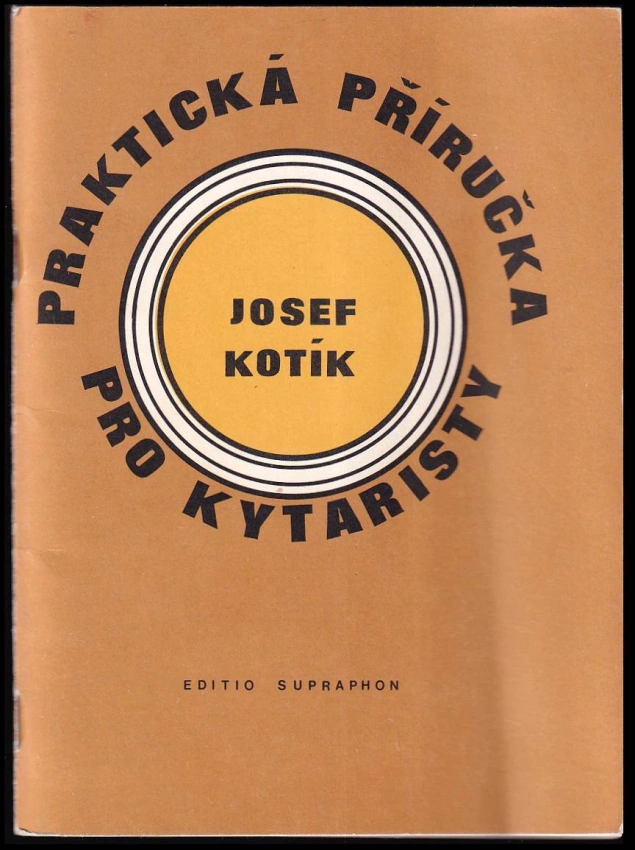 PRAKTICKÁ PŘÍRUČKA
JOSEF
KOTÍK
PRO KYTARISTY
EDITIO SUPRAPHON